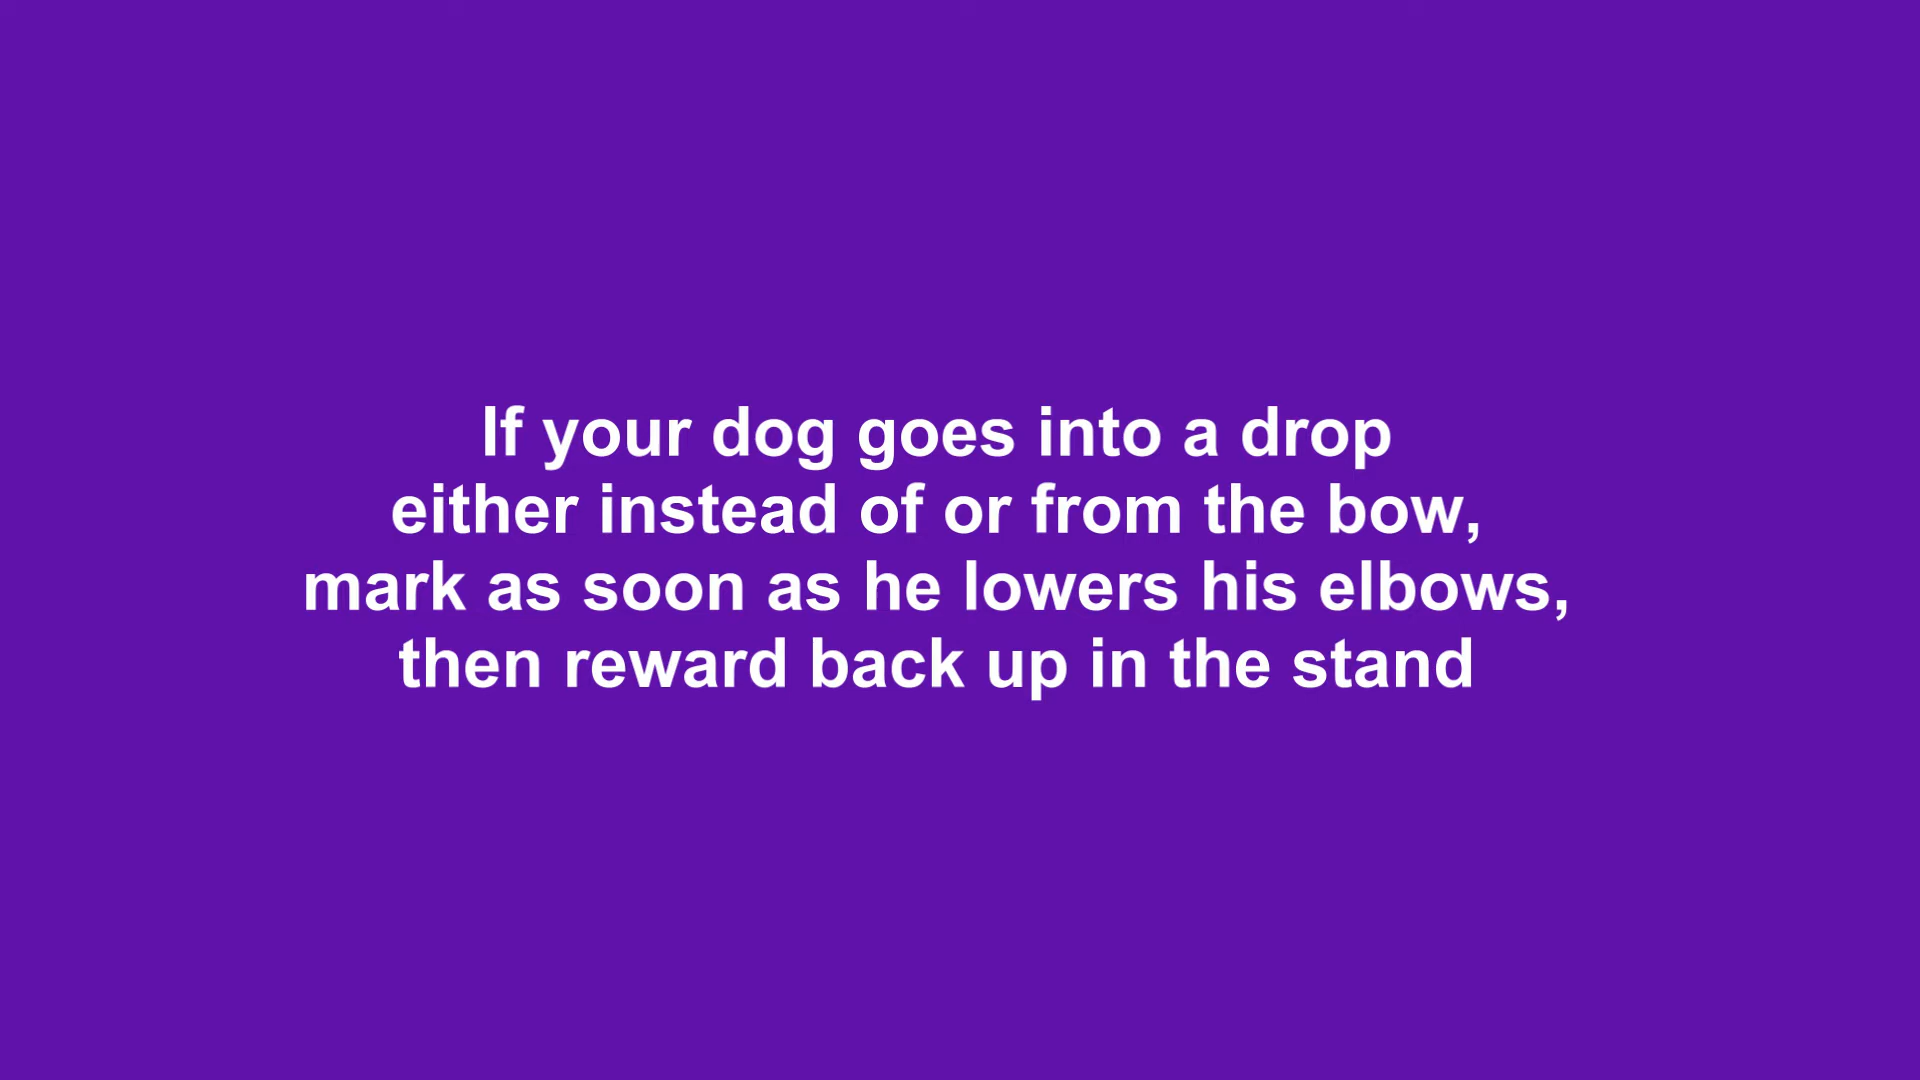 If your dog goes into a drop
either instead of or from the bow,
mark as soon as he lowers his elbows,
then reward back up in the stand